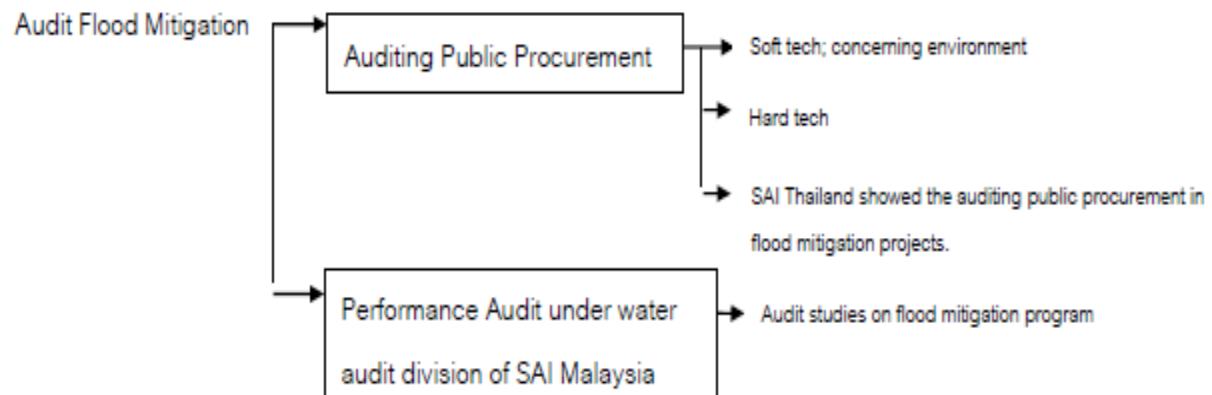 Audit Flood Mitigation
Auditing Public Procurement
Soft tech; concerning environment
Hard tech
SAI Thailand showed the auditing public procurement in
flood mitigation projects.
Performance Audit under water
audit division of SAI Malaysia
Audit studies on flood mitigation program